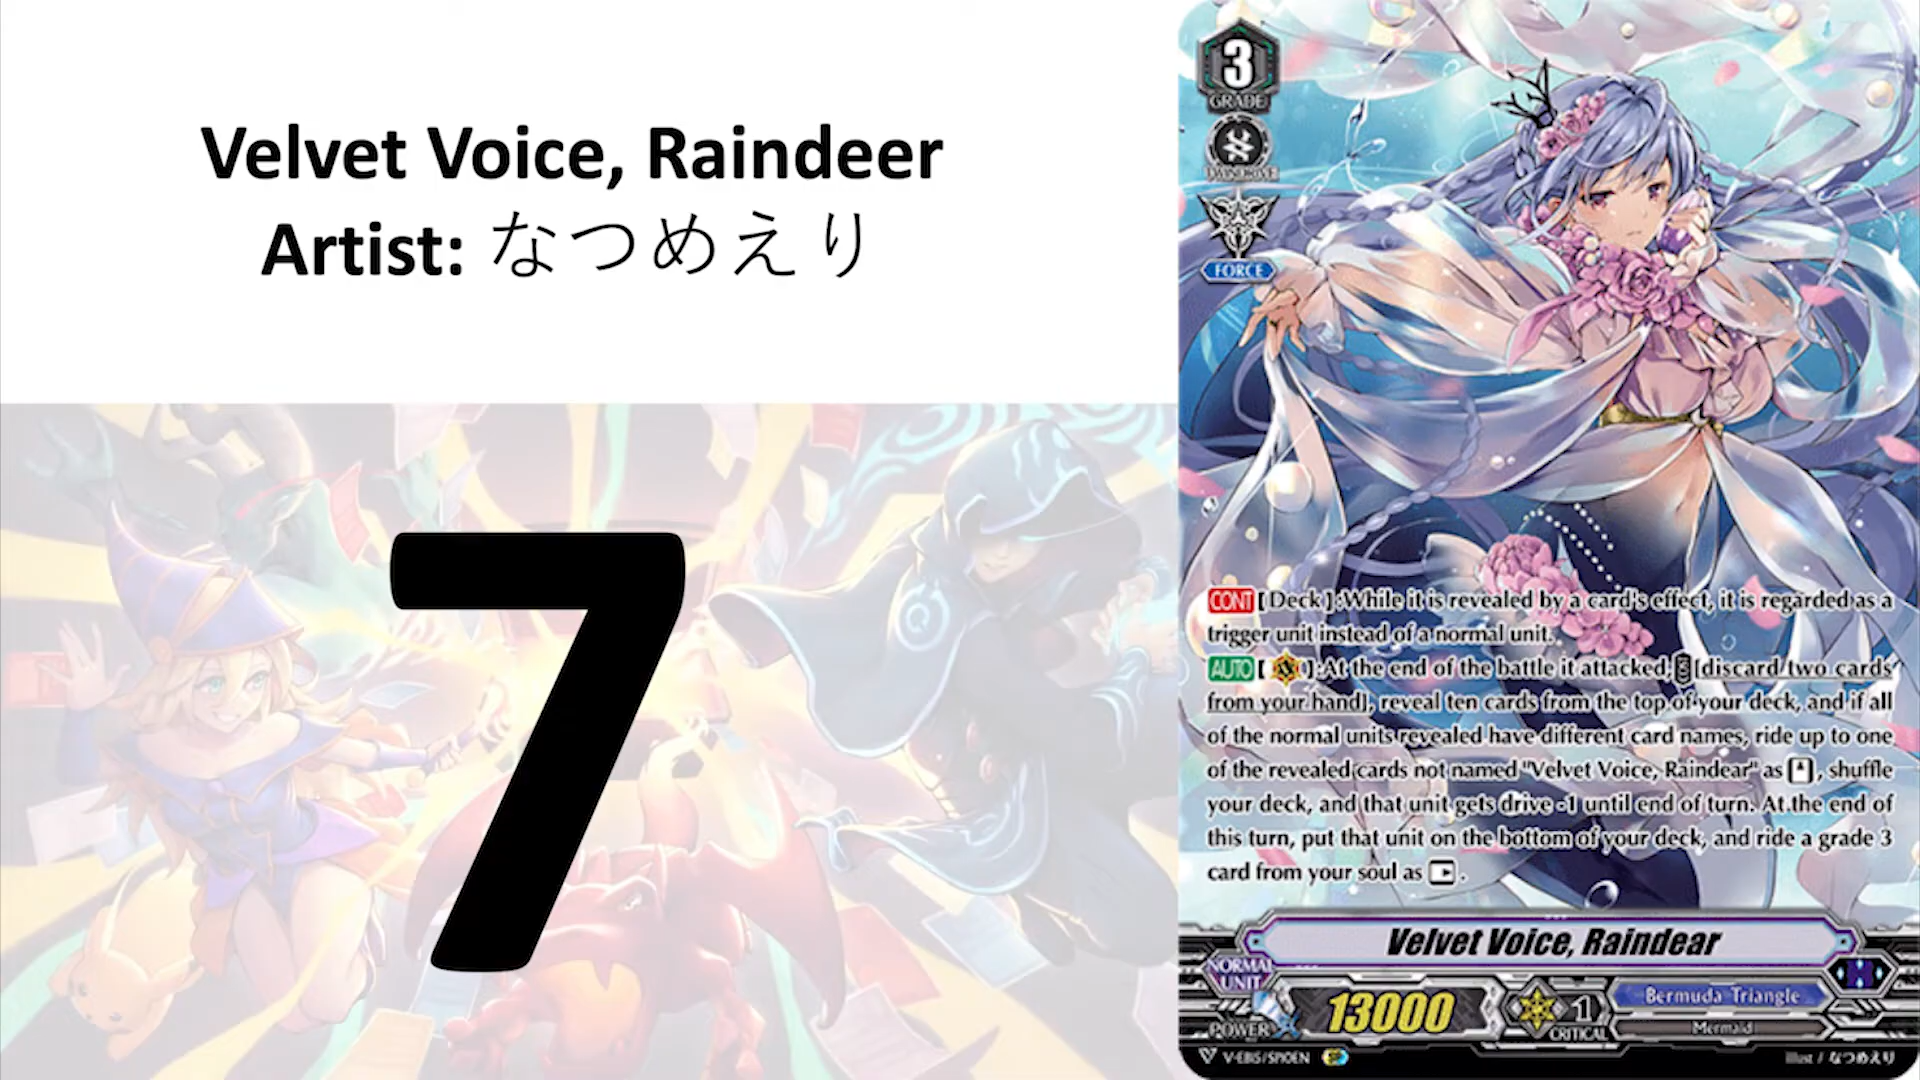 Velvet Voice, Raindeer
Artist: なつめえり
7
3
GRADE
TWINDRIVE
FORCE
CONT [Deck]:While it is revealed by a card's effect, it is regarded as a
trigger unit instead of a normal unit.
AUTO [ ]:At the end of the battle it attacked, [discard two cards
from your hand], reveal ten cards from the top of your deck, and if all
of the normal units revealed have different card names, ride up to one
of the revealed cards not named "Velvet Voice, Raindear" as , shuffle
your deck, and that unit gets drive -1 until end of turn. At the end of
this turn, put that unit on the bottom of your deck, and ride a grade 3
card from your soul as .
Velvet Voice, Raindear
NORMAL
UNIT
POWER 13000 1 CRITICAL
Bermuda Triangle
Mermaid
V-EB15/SP10EN SP
illust / なつめえり